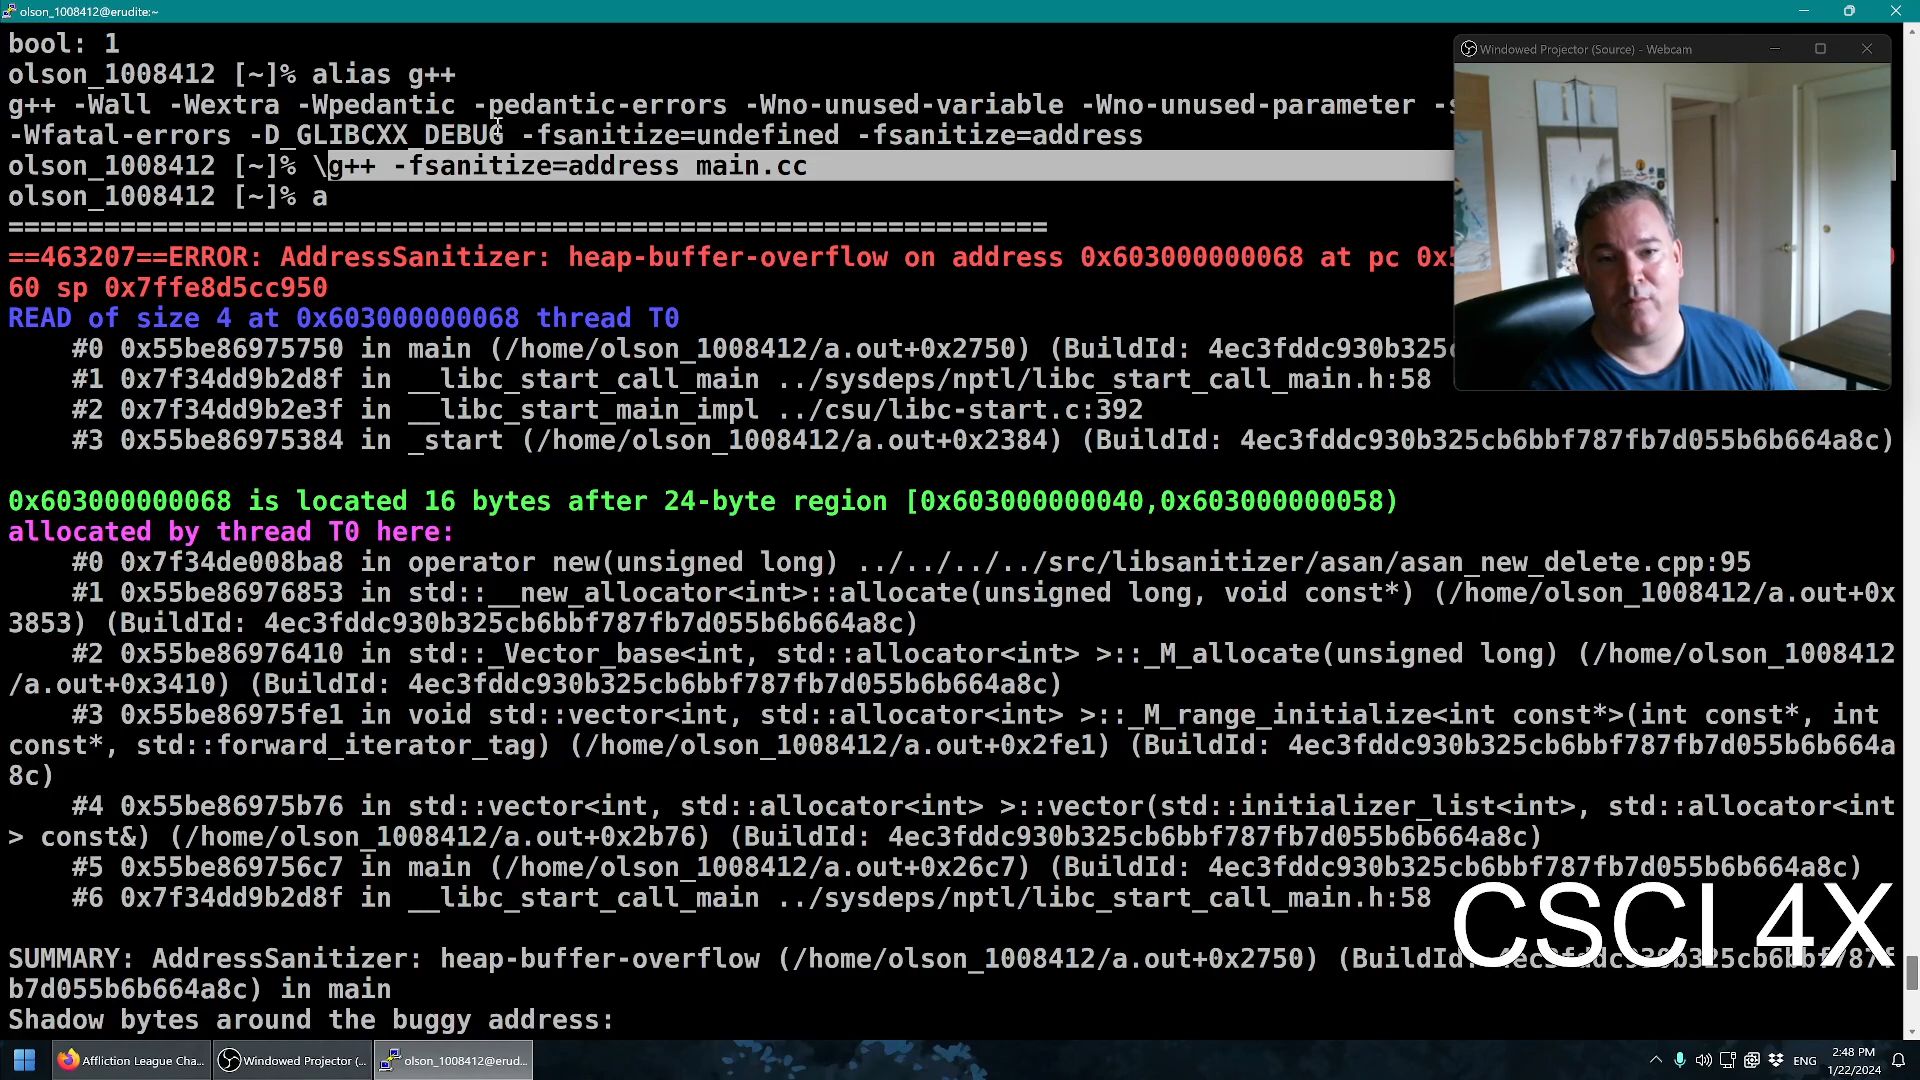 olson_1008412@erudite:~
bool: 1
olson_1008412 [~]% alias g++
g++ -Wall -Wextra -Wpedantic -pedantic-errors -Wno-unused-variable -Wno-unused-parameter -s
-Wfatal-errors -D_GLIBCXX_DEBUG -fsanitize=undefined -fsanitize=address
olson_1008412 [~]% \g++ -fsanitize=address main.cc
olson_1008412 [~]% a
=================================================================
==463207==ERROR: AddressSanitizer: heap-buffer-overflow on address 0x603000000068 at pc 0x5
60 sp 0x7ffe8d5cc950
READ of size 4 at 0x603000000068 thread T0
#0 0x55be86975750 in main (/home/olson_1008412/a.out+0x2750) (BuildId: 4ec3fddc930b325c
#1 0x7f34dd9b2d8f in __libc_start_call_main ../sysdeps/nptl/libc_start_call_main.h:58
#2 0x7f34dd9b2e3f in __libc_start_main_impl ../csu/libc-start.c:392
#3 0x55be86975384 in _start (/home/olson_1008412/a.out+0x2384) (BuildId: 4ec3fddc930b325cb6bbf787fb7d055b6b664a8c)
0x603000000068 is located 16 bytes after 24-byte region [0x603000000040,0x603000000058)
allocated by thread T0 here:
#0 0x7f34de008ba8 in operator new(unsigned long) ../../../../src/libsanitizer/asan/asan_new_delete.cpp:95
#1 0x55be86976853 in std::__new_allocator<int>::allocate(unsigned long, void const*) (/home/olson_1008412/a.out+0x
3853) (BuildId: 4ec3fddc930b325cb6bbf787fb7d055b6b664a8c)
#2 0x55be86976410 in std::_Vector_base<int, std::allocator<int> >::_M_allocate(unsigned long) (/home/olson_1008412
/a.out+0x3410) (BuildId: 4ec3fddc930b325cb6bbf787fb7d055b6b664a8c)
#3 0x55be86975fe1 in void std::vector<int, std::allocator<int> >::_M_range_initialize<int const*>(int const*, int
const*, std::forward_iterator_tag) (/home/olson_1008412/a.out+0x2fe1) (BuildId: 4ec3fddc930b325cb6bbf787fb7d055b6b664a
8c)
#4 0x55be86975b76 in std::vector<int, std::allocator<int> >::vector(std::initializer_list<int>, std::allocator<int
> const&) (/home/olson_1008412/a.out+0x2b76) (BuildId: 4ec3fddc930b325cb6bbf787fb7d055b6b664a8c)
#5 0x55be869756c7 in main (/home/olson_1008412/a.out+0x26c7) (BuildId: 4ec3fddc930b325cb6bbf787fb7d055b6b664a8c)
#6 0x7f34dd9b2d8f in __libc_start_call_main ../sysdeps/nptl/libc_start_call_main.h:58
SUMMARY: AddressSanitizer: heap-buffer-overflow (/home/olson_1008412/a.out+0x2750) (BuildId: 4ec3fddc930b325cb6bbf787f
b7d055b6b664a8c) in main
Shadow bytes around the buggy address:
Windowed Projector (Source) - Webcam
CSCI 4X
Affliction League Cha...
Windowed Projector (...
olson_1008412@erud...
ENG
2:48 PM
1/22/2024